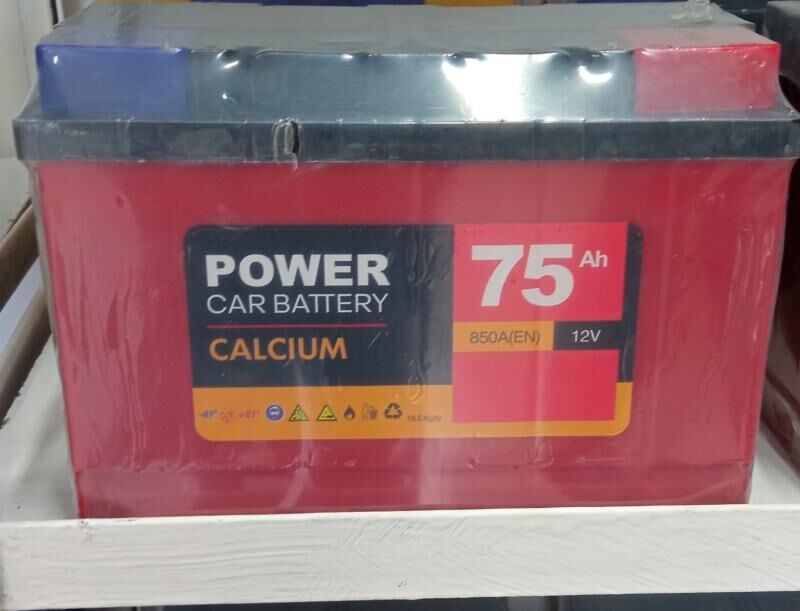 POWER
CAR BATTERY
CALCIUM
75 Ah
850A(EN) 12V